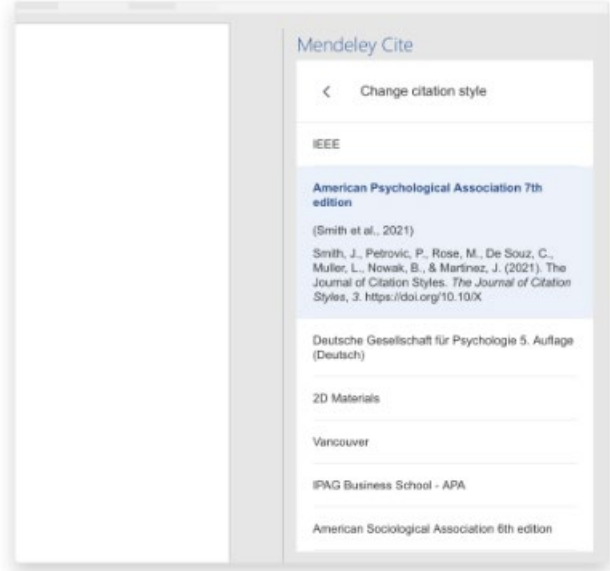 Mendeley Cite
Change citation style
IEEE
American Psychological Association 7th
edition
(Smith et al., 2021)
Smith, J., Petrovic, P., Rose, M., De Souz, C.,
Muller, L., Nowak, B., & Martinez, J. (2021). The
Journal of Citation Styles. The Journal of Citation
Styles, 3. https://doi.org/10.10/X
Deutsche Gesellschaft für Psychologie 5. Auflage
(Deutsch)
2D Materials
Vancouver
IPAG Business School - APA
American Sociological Association 6th edition